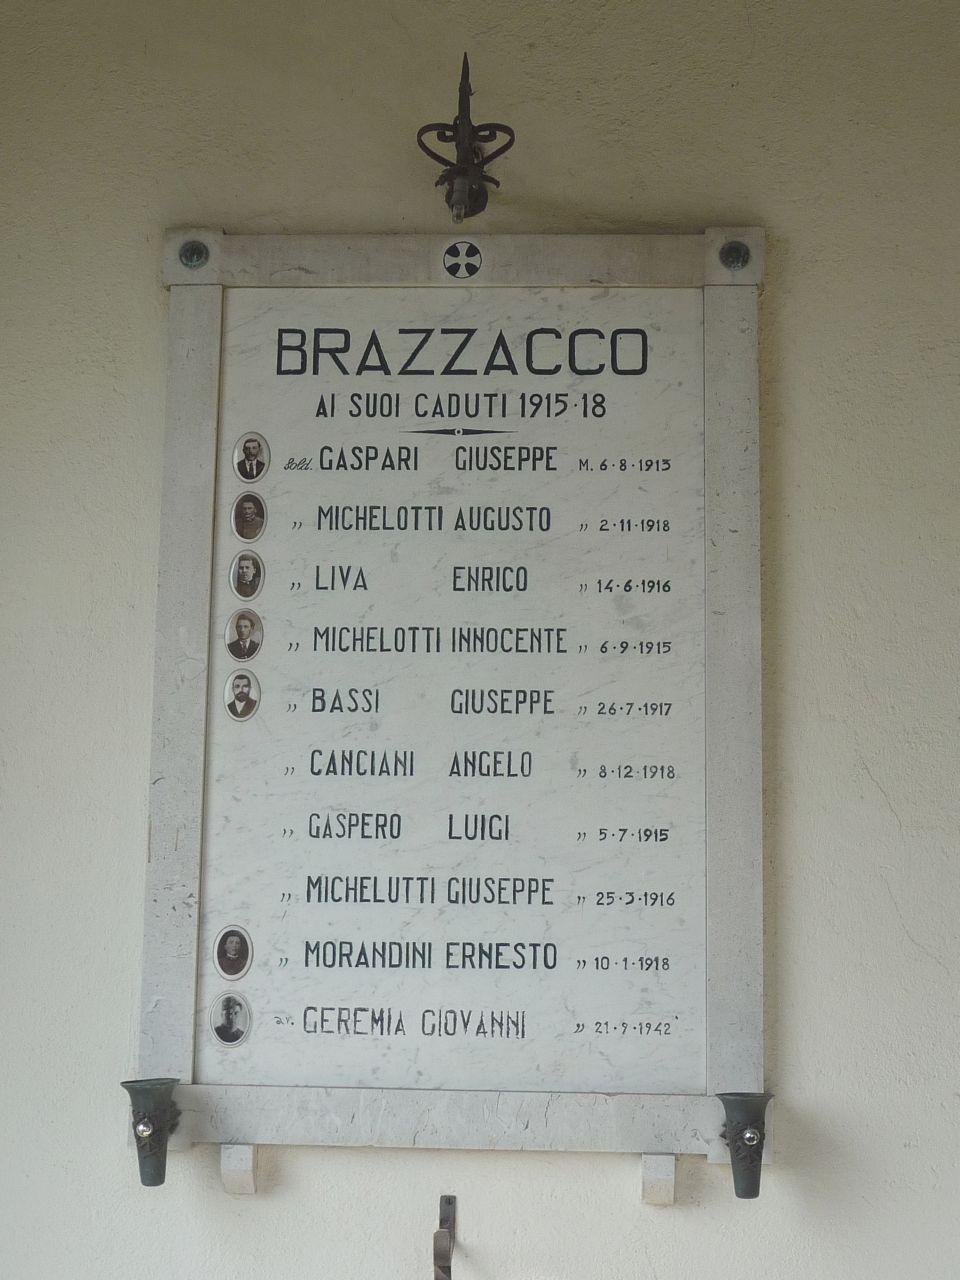 BRAZZACCO
AI SUOI CADUTI 1915·18
sold. GASPARI GIUSEPPE M. 6·8·1915
„ MICHELOTTI AUGUSTO „ 2·11·1918
„ LIVA ENRICO „ 14·6·1916
„ MICHELOTTI INNOCENTE „ 6·9·1915
„ BASSI GIUSEPPE „ 26·7·1917
„ CANCIANI ANGELO „ 8·12·1918
„ GASPERO LUIGI „ 5·7·1915
„ MICHELUTTI GIUSEPPE „ 25·3·1916
„ MORANDINI ERNESTO „ 10·1·1918
av. GEREMIA GIOVANNI „ 21·9·1942